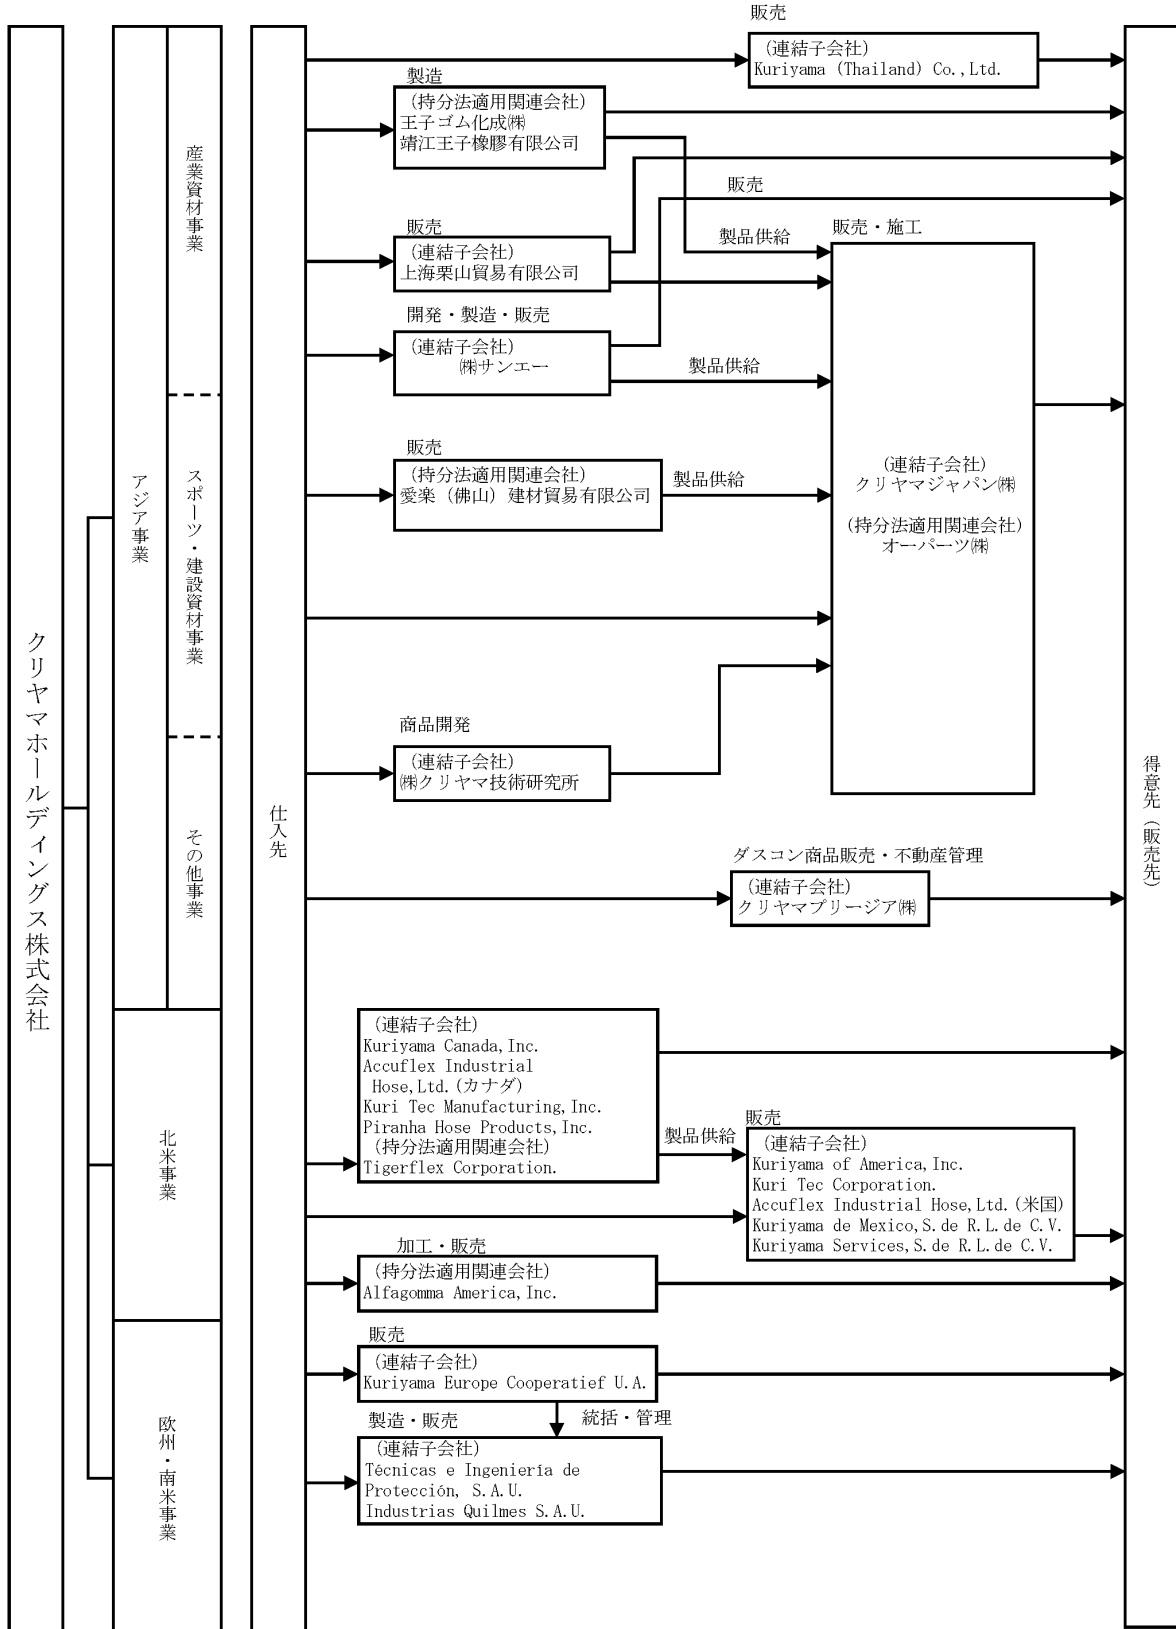 クリヤマホールディングス株式会社
アジア事業
産業資材事業
スポーツ・建設資材事業
その他事業
北米事業
欧州・南米事業
仕入先
販売
(連結子会社)
Kuriyama (Thailand) Co.,Ltd.
製造
(持分法適用関連会社)
王子ゴム化成㈱
靖江王子橡膠有限公司
販売
販売
(連結子会社)
上海栗山貿易有限公司
製品供給
販売・施工
開発・製造・販売
(連結子会社)
㈱サンエー
製品供給
販売
(持分法適用関連会社)
愛楽（佛山）建材貿易有限公司
製品供給
(連結子会社)
クリヤマジャパン㈱
(持分法適用関連会社)
オーパーツ㈱
商品開発
(連結子会社)
㈱クリヤマ技術研究所
ダスコン商品販売・不動産管理
(連結子会社)
クリヤマプリージア㈱
(連結子会社)
Kuriyama Canada,Inc.
Accuflex Industrial
Hose,Ltd.(カナダ)
Kuri Tec Manufacturing,Inc.
Piranha Hose Products,Inc.
(持分法適用関連会社)
Tigerflex Corporation.
製品供給
販売
(連結子会社)
Kuriyama of America,Inc.
Kuri Tec Corporation.
Accuflex Industrial Hose,Ltd.(米国)
Kuriyama de Mexico,S.de R.L.de C.V.
Kuriyama Services,S.de R.L.de C.V.
加工・販売
(持分法適用関連会社)
Alfagomma America,Inc.
販売
(連結子会社)
Kuriyama Europe Cooperatief U.A.
統括・管理
製造・販売
(連結子会社)
Técnicas e Ingeniería de
Protección, S.A.U.
Industrias Quilmes S.A.U.
得意先（販売先）